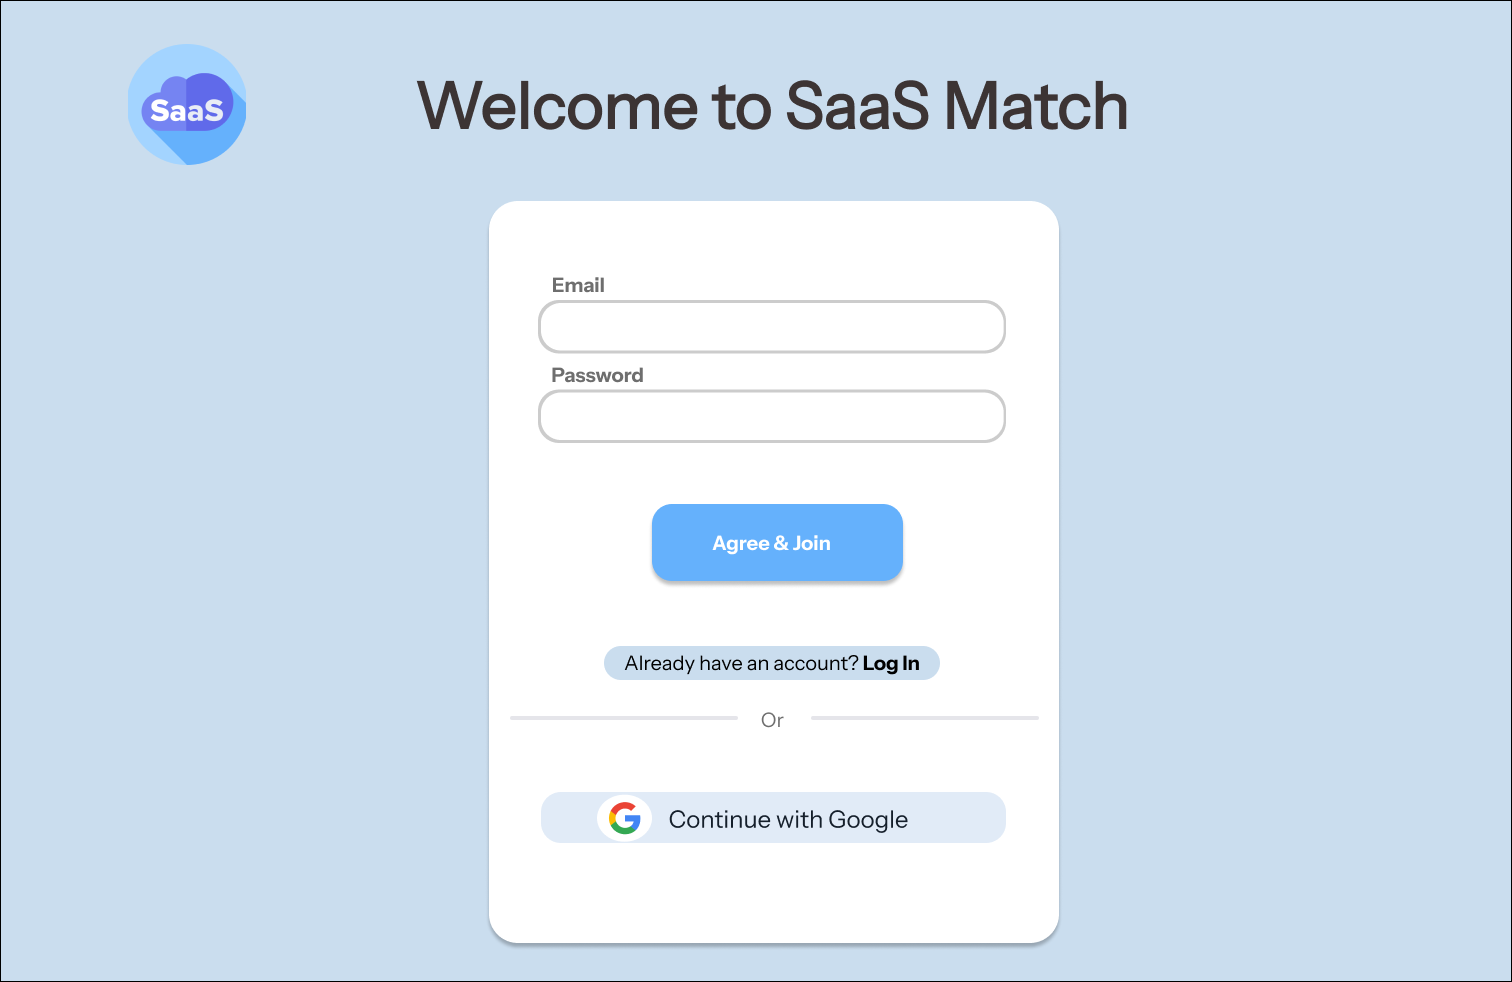 SaaS
Welcome to SaaS Match
Email
Password
Agree & Join
Already have an account? Log In
Or
Continue with Google